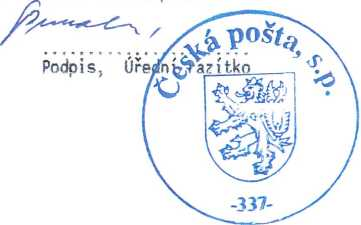 Podpis, Úřední razítko
Česká pošta, s.p.
-337-